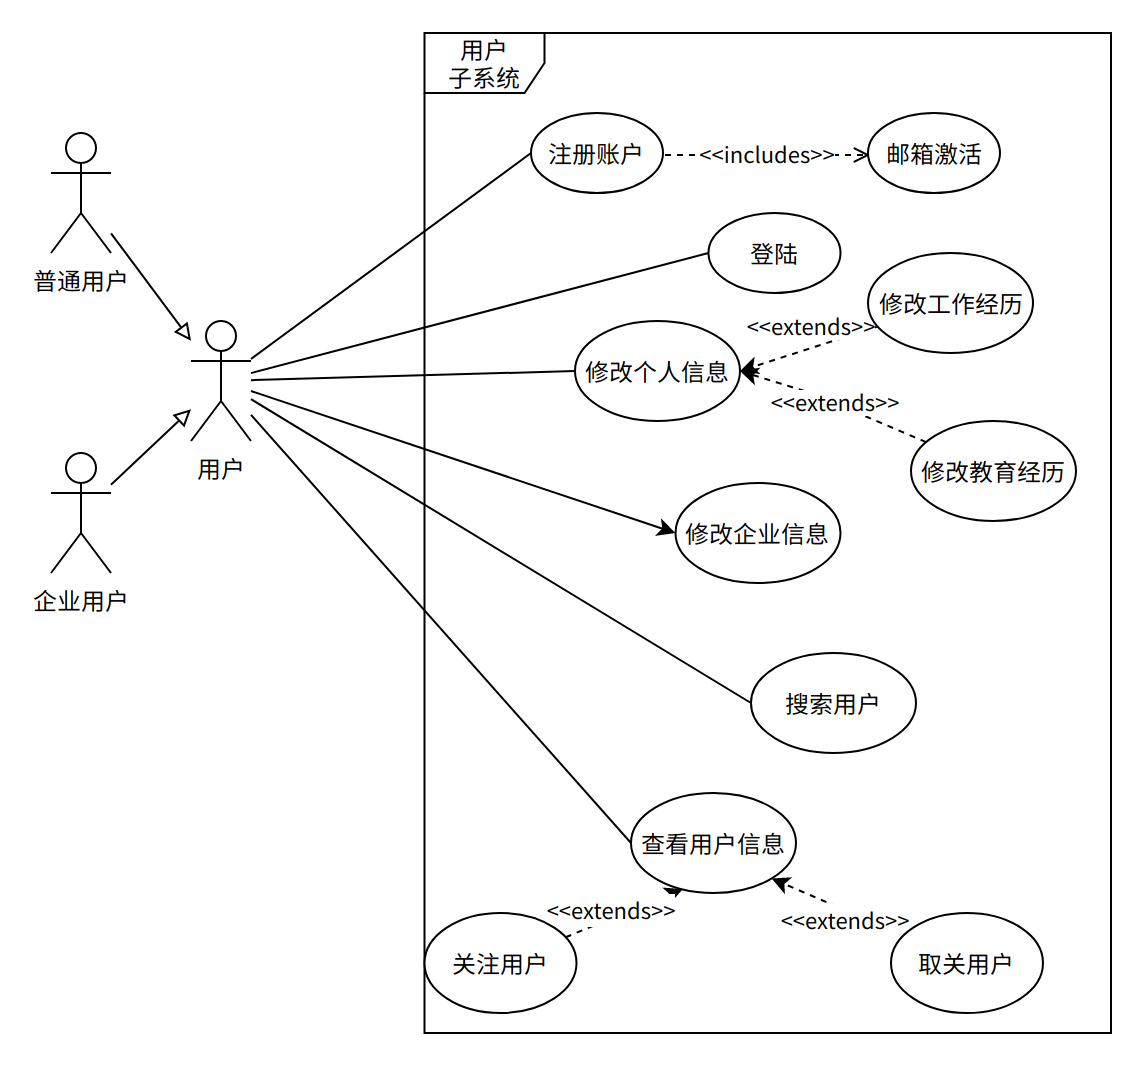 用户
子系统
注册账户
<<includes>>
邮箱激活
登陆
普通用户
修改工作经历
<<extends>>
修改个人信息
<<extends>>
用户
修改教育经历
修改企业信息
企业用户
搜索用户
查看用户信息
<<extends>>
<<extends>>
关注用户
取关用户